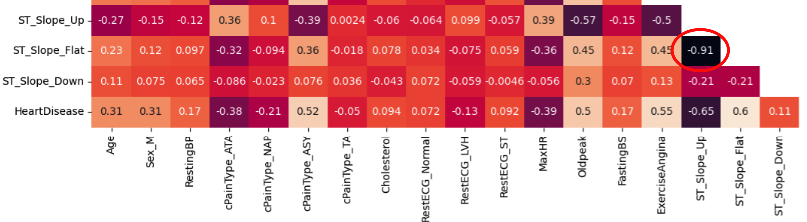 ST_Slope_Up -0.27 -0.15 -0.12 0.36 0.1 -0.39 0.0024 -0.06 -0.064 0.099 -0.057 0.39 -0.57 -0.15 -0.5
ST_Slope_Flat 0.23 0.12 0.097 -0.32 -0.094 0.36 -0.018 0.078 0.034 -0.075 0.059 -0.36 0.45 0.12 0.45 -0.91
ST_Slope_Down 0.11 0.075 0.065 -0.086 -0.023 0.076 0.036 -0.043 0.072 -0.059 -0.0046 -0.056 0.3 0.07 0.13 -0.21 -0.21
HeartDisease 0.31 0.31 0.17 -0.38 -0.21 0.52 -0.05 0.094 0.072 -0.13 0.092 -0.39 0.5 0.17 0.55 -0.65 0.6 0.11
Age
Sex_M
RestingBP
cPainType_ATA
cPainType_NAP
cPainType_ASY
cPainType_TA
Cholesterol
RestECG_Normal
RestECG_LVH
RestECG_ST
MaxHR
Oldpeak
FastingBS
ExerciseAngina
ST_Slope_Up
ST_Slope_Flat
ST_Slope_Down